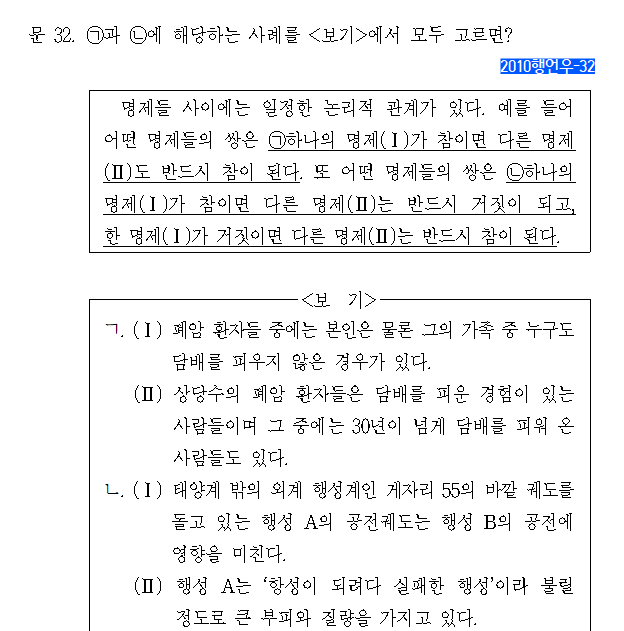 문 32. ㉠과 ㉡에 해당하는 사례를 <보기>에서 모두 고르면?
2010행언우-32
명제들 사이에는 일정한 논리적 관계가 있다. 예를 들어
어떤 명제들의 쌍은 ㉠하나의 명제(Ⅰ)가 참이면 다른 명제
(Ⅱ)도 반드시 참이 된다. 또 어떤 명제들의 쌍은 ㉡하나의
명제(Ⅰ)가 참이면 다른 명제(Ⅱ)는 반드시 거짓이 되고,
한 명제(Ⅰ)가 거짓이면 다른 명제(Ⅱ)는 반드시 참이 된다.
<보 기>
ㄱ. (Ⅰ) 폐암 환자들 중에는 본인은 물론 그의 가족 중 누구도
담배를 피우지 않은 경우가 있다.
(Ⅱ) 상당수의 폐암 환자들은 담배를 피운 경험이 있는
사람들이며 그 중에는 30년이 넘게 담배를 피워 온
사람들도 있다.
ㄴ. (Ⅰ) 태양계 밖의 외계 행성계인 게자리 55의 바깥 궤도를
돌고 있는 행성 A의 공전궤도는 행성 B의 공전에
영향을 미친다.
(Ⅱ) 행성 A는 ‘항성이 되려다 실패한 행성’이라 불릴
정도로 큰 부피와 질량을 가지고 있다.